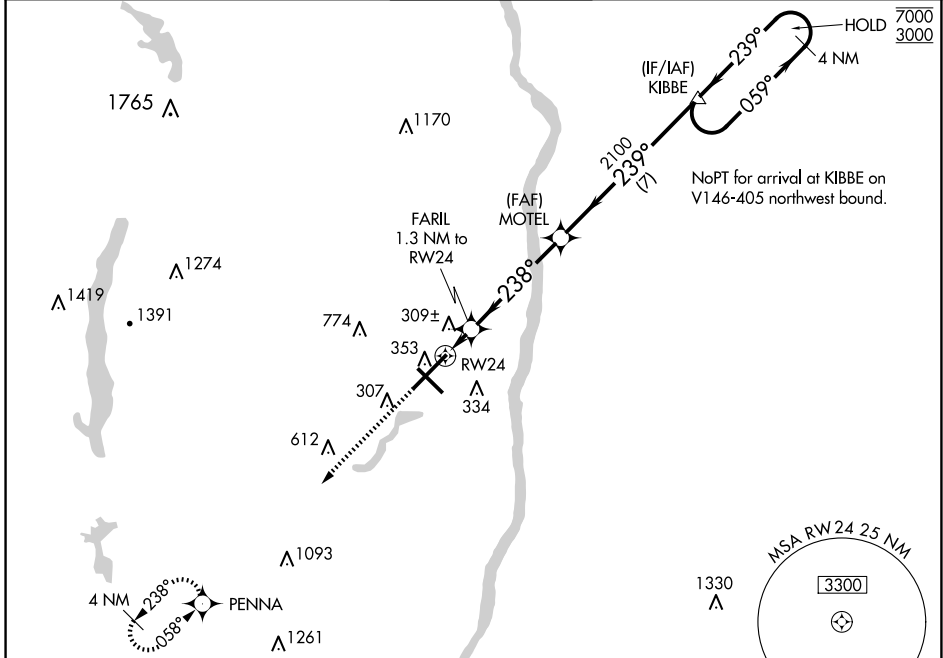 HOLD
7000
3000
4 NM
239°
059°
(IF/IAF)
KIBBE
1765
1170
2100
239°
(7)
NoPT for arrival at KIBBE on
V146-405 northwest bound.
(FAF)
MOTEL
FARIL
1.3 NM to
RW24
238°
1274
1419
1391
774
309±
353
RW24
307
334
612
1093
MSA RW24 25 NM
3300
1330
4 NM
238°
058°
PENNA
1261